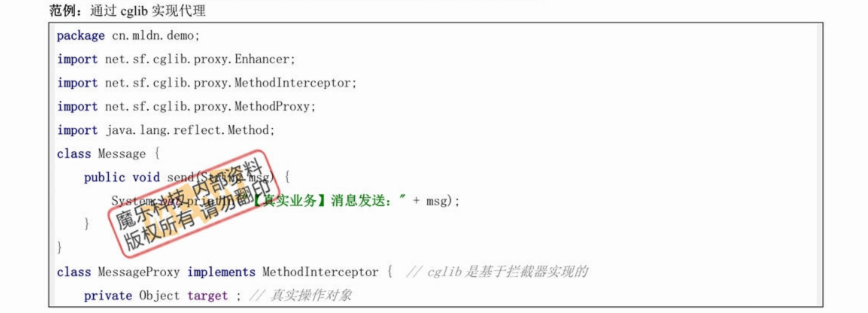 范例：通过 cglib 实现代理
package cn.mldn.demo;
import net.sf.cglib.proxy.Enhancer;
import net.sf.cglib.proxy.MethodInterceptor;
import net.sf.cglib.proxy.MethodProxy;
import java.lang.reflect.Method;
class Message {
public void send(String msg) {
System.out.println("【真实业务】消息发送：" + msg);
}
}
class MessageProxy implements MethodInterceptor { // cglib 是基于拦截器实现的
private Object target ; // 真实操作对象
魔乐科技 内部资料
版权所有 请勿翻印